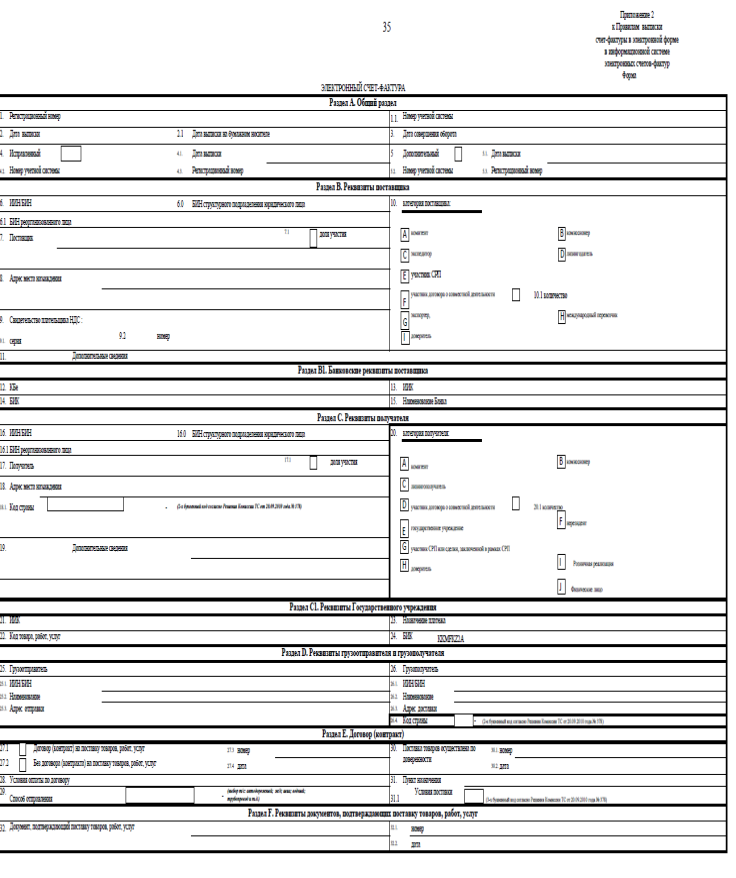 35
Приложение 2
к Правилам выписки
счет-фактуры в электронной форме
в информационной системе
электронных счетов-фактур
Форма
ЭЛЕКТРОННЫЙ СЧЕТ-ФАКТУРА
Раздел А. Общий раздел
1. Регистрационный номер
1.1. Номер учетной системы
2. Дата выписки 2.1 Дата выписки на бумажном носителе
3. Дата совершения оборота
4. Исправленный 4.1. Дата выписки
5 Дополнительный 5.1. Дата выписки
4.2. Номер учетной системы 4.3. Регистрационный номер
5.2. Номер учетной системы 5.3. Регистрационный номер
Раздел В. Реквизиты поставщика
6. ИИН/БИН 6.0 БИН структурного подразделения юридического лица
6.1 БИН реорганизованного лица
7. Поставщик 7.1 доля участия
8. Адрес место нахождения
9. Свидетельство плательщика НДС :
9.1. серия 9.2 номер
10. категория поставщика:
A комитент B комиссионер
C экспедитор D лизингодатель
E участник СРП
F участник договора о совместной деятельности 10.1 количество
G экспортер, H международный перевозчик
I доверитель
11. Дополнительные сведения
Раздел В1. Банковские реквизиты поставщика
12. КБе 13. ИИК
14. БИК 15. Наименование Банка
Раздел С. Реквизиты получателя
16. ИИН/БИН 16.0 БИН структурного подразделения юридического лица
16.1 БИН реорганизованного лица
17. Получатель 17.1 доля участия
18. Адрес место нахождения
18.1. Код страны - (2-х буквенный код согласно Решения Комиссии ТС от 20.09.2010 года № 378)
19. Дополнительные сведения
20. категория получателя:
A комитент B комиссионер
C лизингополучатель
D участник договора о совместной деятельности 20.1 количество
E государственное учреждение F нерезидент
G участник СРП или сделки, заключенной в рамках СРП
H доверитель I Розничная реализация
J Физическое лицо
Раздел С1. Реквизиты Государственного учреждения
21. ИИК 23. Назначение платежа
22. Код товара, работ, услуг 24. БИК KKMFKZ2A
Раздел D. Реквизиты грузоотправителя и грузополучателя
25. Грузоотправитель 26. Грузополучатель
25.1. ИИН/БИН 26.1. ИИН/БИН
25.2. Наименование 26.2. Наименование
25.3. Адрес отправки 26.3. Адрес доставки
26.4. Код страны - (2-х буквенный код согласно Решения Комиссии ТС от 20.09.2010 года № 378)
Раздел Е. Договор (контракт)
27.1 Договор (контракт) на поставку товаров, работ, услуг 27.3 номер
27.2 Без договора (контракта) на поставку товаров, работ, услуг 27.4 дата
30. Поставка товаров осуществлена по доверенности 30.1. номер
30.2. дата
28. Условия оплаты по договору 31. Пункт назначения
29. Способ отправления
31.1 Условия поставки (3-х буквенный код согласно Решения Комиссии ТС от 20.09.2010 года № 378)
Раздел F. Реквизиты документов, подтверждающих поставку товаров, работ, услуг
32. Документ, подтверждающий поставку товаров, работ, услуг 32.1. номер
32.2. дата